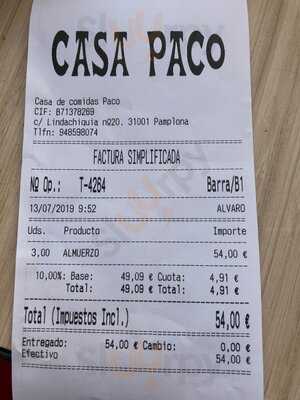 CASA PACO
Casa de comidas Paco
CIF: B71378269
c/ Lindachiquia nº20. 31001 Pamplona
Tlfn: 948598074
FACTURA SIMPLIFICADA
Nº Op.: T-4264 Barra/B1
13/07/2019 9:52 ALVARO
Uds. Producto Importe
3,00 ALMUERZO 54,00 €
10,00%: Base: 49,09 € Cuota: 4,91 €
Total: 49,09 € Total: 4,91 €
Total (Impuestos Incl.) 54,00 €
Entregado: 54,00 € Cambio: 0,00 €
Efectivo 54,00 €